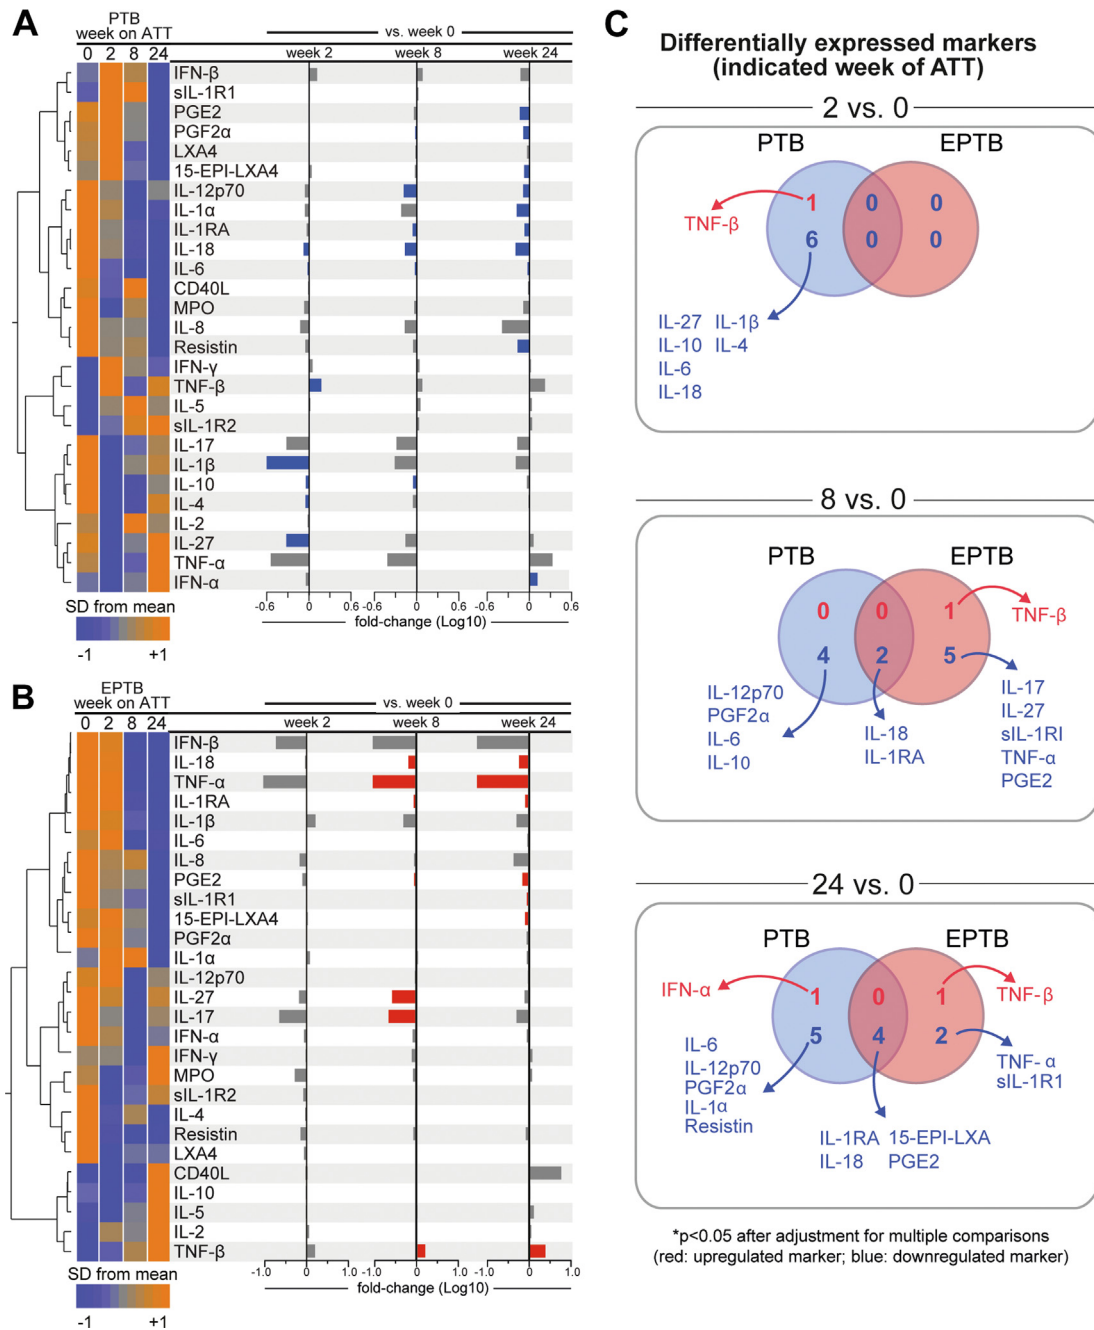 A
PTB
week on ATT
0 2 8 24
vs. week 0
week 2 week 8 week 24
IFN-β
sIL-1R1
PGE2
PGF2α
LXA4
15-EPI-LXA4
IL-12p70
IL-1α
IL-1RA
IL-18
IL-6
CD40L
MPO
IL-8
Resistin
IFN-γ
TNF-β
IL-5
sIL-1R2
IL-17
IL-1β
IL-10
IL-4
IL-2
IL-27
TNF-α
IFN-α
SD from mean
-1 +1
-0.6 0 0.6 -0.6 0 0.6 -0.6 0 0.6
fold-change (Log10)
B
EPTB
week on ATT
0 2 8 24
vs. week 0
week 2 week 8 week 24
IFN-β
IL-18
TNF-α
IL-1RA
IL-1β
IL-6
IL-8
PGE2
sIL-1R1
15-EPI-LXA4
PGF2α
IL-1α
IL-12p70
IL-27
IL-17
IFN-α
IFN-γ
MPO
sIL-1R2
IL-4
Resistin
LXA4
CD40L
IL-10
IL-5
IL-2
TNF-β
SD from mean
-1 +1
-1.0 0 1.0 -1.0 0 1.0 -1.0 0 1.0
fold-change (Log10)
C
Differentially expressed markers
(indicated week of ATT)
2 vs. 0
PTB EPTB
1 0 0
TNF-β
6 0 0
IL-27 IL-1β
IL-10 IL-4
IL-6
IL-18
8 vs. 0
PTB EPTB
0 0 1
TNF-β
4 2 5
IL-12p70
PGF2α
IL-6
IL-10
IL-18
IL-1RA
IL-17
IL-27
sIL-1RI
TNF-α
PGE2
24 vs. 0
PTB EPTB
IFN-α
1 0 1
TNF-β
5 4 2
IL-6
IL-12p70
PGF2α
IL-1α
Resistin
TNF- α
sIL-1R1
IL-1RA 15-EPI-LXA
IL-18 PGE2
*p<0.05 after adjustment for multiple comparisons
(red: upregulated marker; blue: downregulated marker)